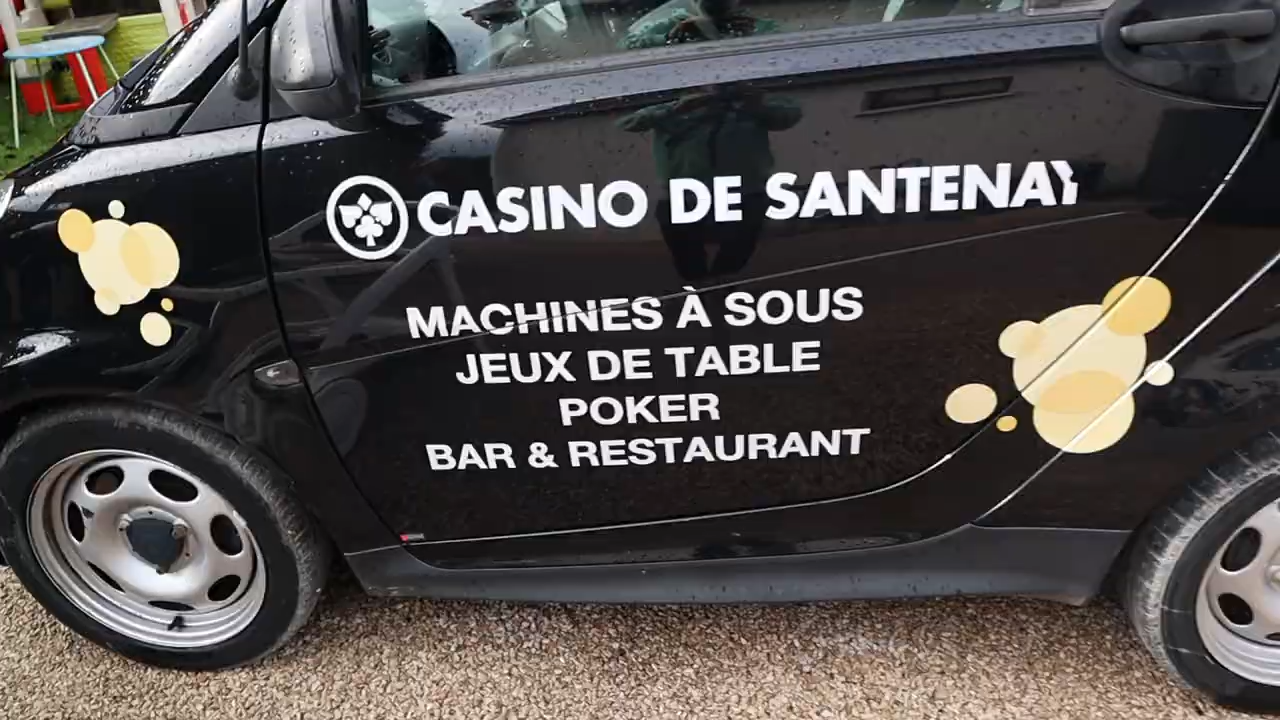 CASINO DE SANTENAY
MACHINES À SOUS
JEUX DE TABLE
POKER
BAR & RESTAURANT